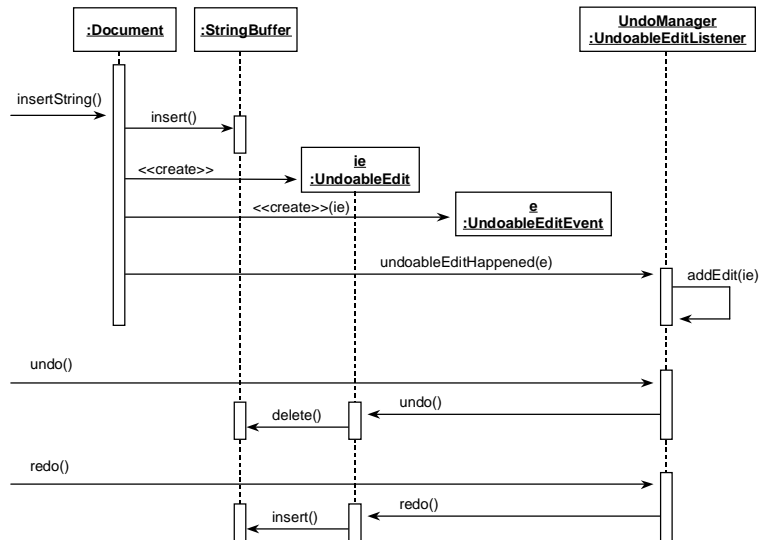 :Document
:StringBuffer
UndoManager
:UndoableEditListener
insertString()
insert()
<<create>>
ie
:UndoableEdit
<<create>>(ie)
e
:UndoableEditEvent
undoableEditHappened(e)
addEdit(ie)
undo()
undo()
delete()
redo()
redo()
insert()